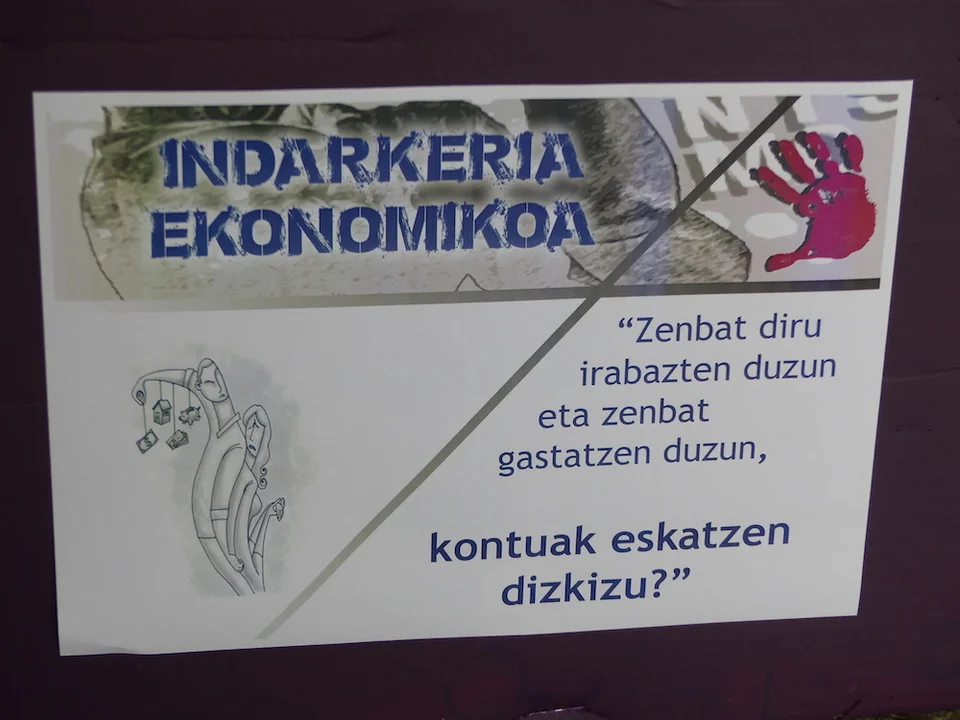 INDARKERIA
EKONOMIKOA
“Zenbat diru
irabazten duzun
eta zenbat
gastatzen duzun,
kontuak eskatzen
dizkizu?”